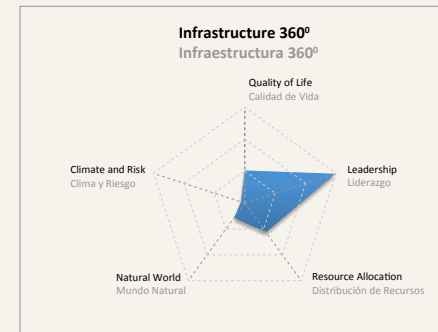 Infrastructure 360⁰
Infraestructura 360⁰
Quality of Life
Calidad de Vida
Climate and Risk
Clima y Riesgo
Leadership
Liderazgo
Natural World
Mundo Natural
Resource Allocation
Distribución de Recursos